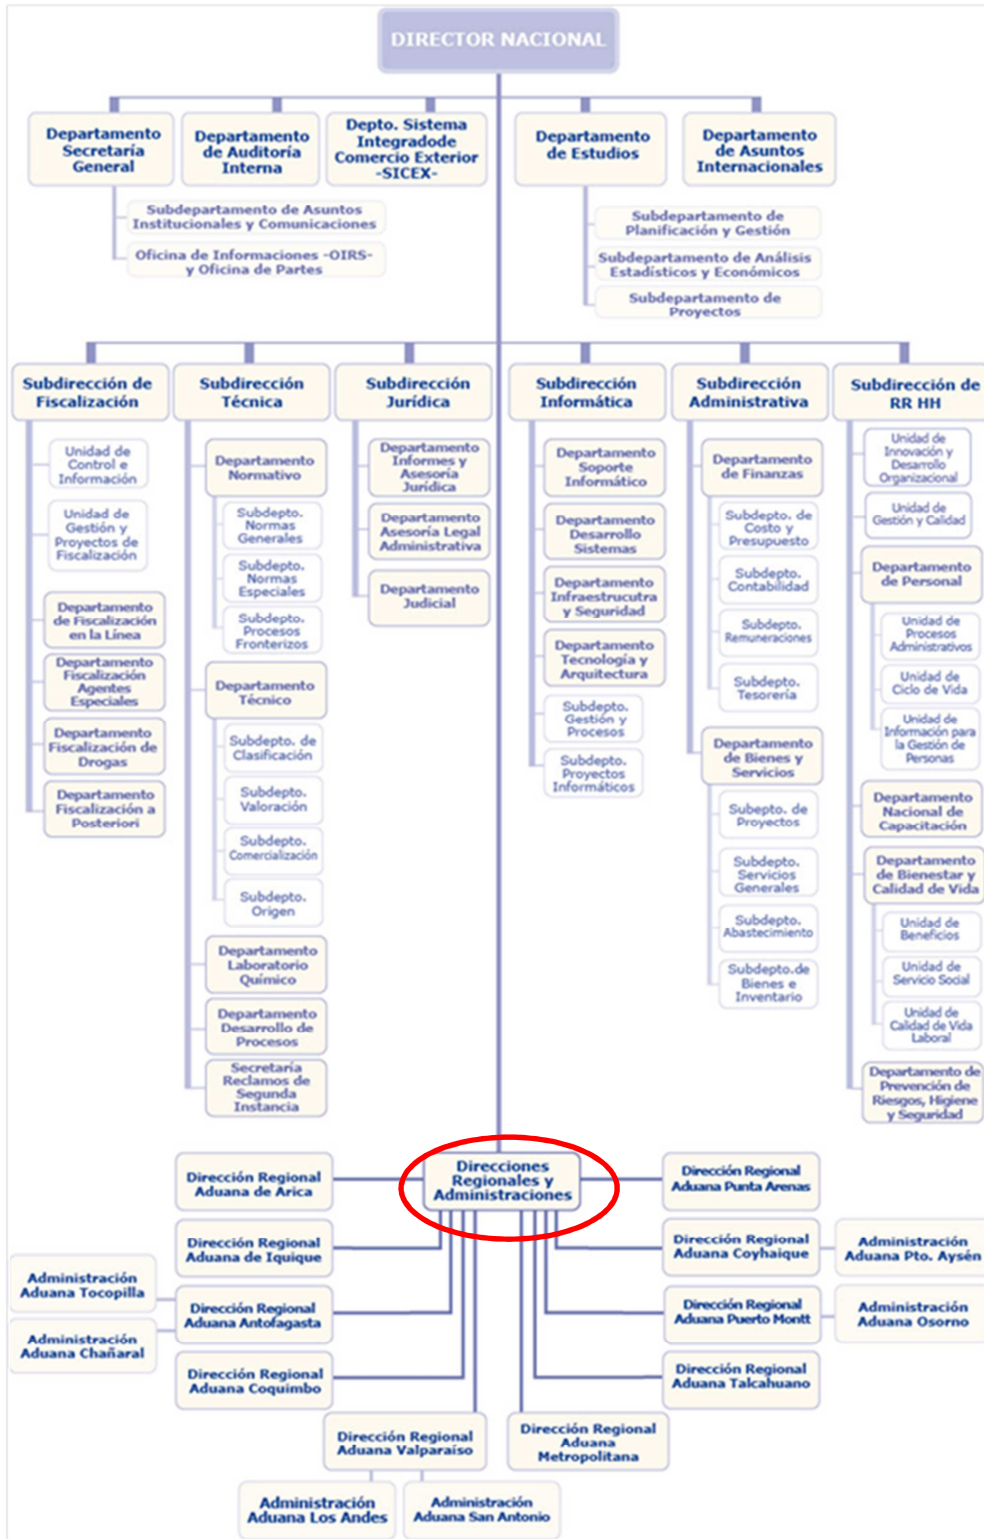 DIRECTOR NACIONAL
Departamento
Secretaría
General
Departamento
de Auditoría
Interna
Depto. Sistema
Integradode
Comercio Exterior
-SICEX-
Departamento
de Estudios
Departamento
de Asuntos
Internacionales
Subdepartamento de Asuntos
Institucionales y Comunicaciones
Oficina de Informaciones -OIRS-
y Oficina de Partes
Subdepartamento de
Planificación y Gestión
Subdepartamento de Análisis
Estadísticos y Económicos
Subdepartamento de
Proyectos
Subdirección de
Fiscalización
Unidad de
Control e
Información
Unidad de
Gestión y
Proyectos de
Fiscalización
Departamento
de Fiscalización
en la Línea
Departamento
Fiscalización
Agentes
Especiales
Departamento
Fiscalización de
Drogas
Departamento
Fiscalización a
Posteriori
Subdirección
Técnica
Departamento
Normativo
Subdepto.
Normas
Generales
Subdepto.
Normas
Especiales
Subdepto.
Procesos
Fronterizos
Departamento
Técnico
Subdepto. de
Clasificación
Subdepto.
Valoración
Subdepto.
Comercialización
Subdepto.
Origen
Departamento
Laboratorio
Químico
Departamento
Desarrollo de
Procesos
Secretaría
Reclamos de
Segunda
Instancia
Subdirección
Jurídica
Departamento
Informes y
Asesoría
Jurídica
Departamento
Asesoría Legal
Administrativa
Departamento
Judicial
Subdirección
Informática
Departamento
Soporte
Informático
Departamento
Desarrollo
Sistemas
Departamento
Infraestrucutra
y Seguridad
Departamento
Tecnología y
Arquitectura
Subdepto.
Gestión y
Procesos
Subdepto.
Proyectos
Informáticos
Subdirección
Administrativa
Departamento
de Finanzas
Subdepto. de
Costo y
Presupuesto
Subdepto.
Contabilidad
Subdepto.
Remuneraciones
Subdepto.
Tesorería
Departamento
de Bienes y
Servicios
Subepto. de
Proyectos
Subdepto.
Servicios
Generales
Subdepto.
Abastecimiento
Subdepto.de
Bienes e
Inventario
Subdirección de
RR HH
Unidad de
Innovación y
Desarrollo
Organizacional
Unidad de
Gestión y Calidad
Departamento
de Personal
Unidad de
Procesos
Administrativos
Unidad de
Ciclo de Vida
Unidad de
Información para
la Gestión de
Personas
Departamento
Nacional de
Capacitación
Departamento
de Bienestar y
Calidad de Vida
Unidad de
Beneficios
Unidad de
Servicio Social
Unidad de
Calidad de Vida
Laboral
Departamento de
Prevención de
Riesgos, Higiene
y Seguridad
Direcciones
Regionales y
Administraciones
Dirección Regional
Aduana de Arica
Dirección Regional
Aduana Punta Arenas
Dirección Regional
Aduana de Iquique
Dirección Regional
Aduana Coyhaique
Administración
Aduana Pto. Aysén
Administración
Aduana Tocopilla
Dirección Regional
Aduana Antofagasta
Dirección Regional
Aduana Puerto Montt
Administración
Aduana Osorno
Administración
Aduana Chañaral
Dirección Regional
Aduana Coquimbo
Dirección Regional
Aduana Talcahuano
Dirección Regional
Aduana Valparaíso
Dirección Regional
Aduana
Metropolitana
Administración
Aduana Los Andes
Administración
Aduana San Antonio